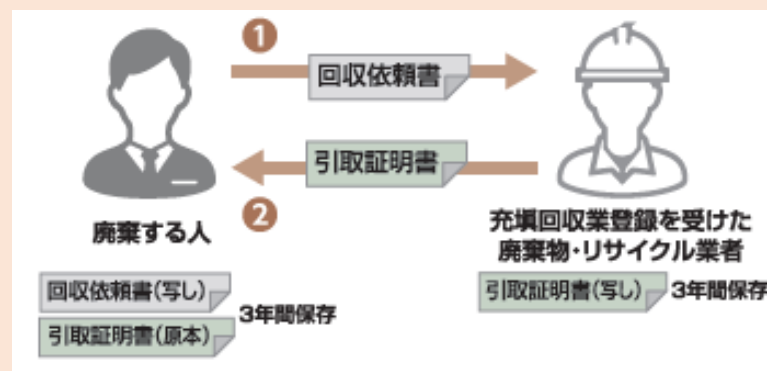 ❶
回収依頼書
引取証明書
❷
廃棄する人
充填回収業登録を受けた
廃棄物・リサイクル業者
回収依頼書(写し)
引取証明書(原本)
3年間保存
引取証明書(写し)
3年間保存